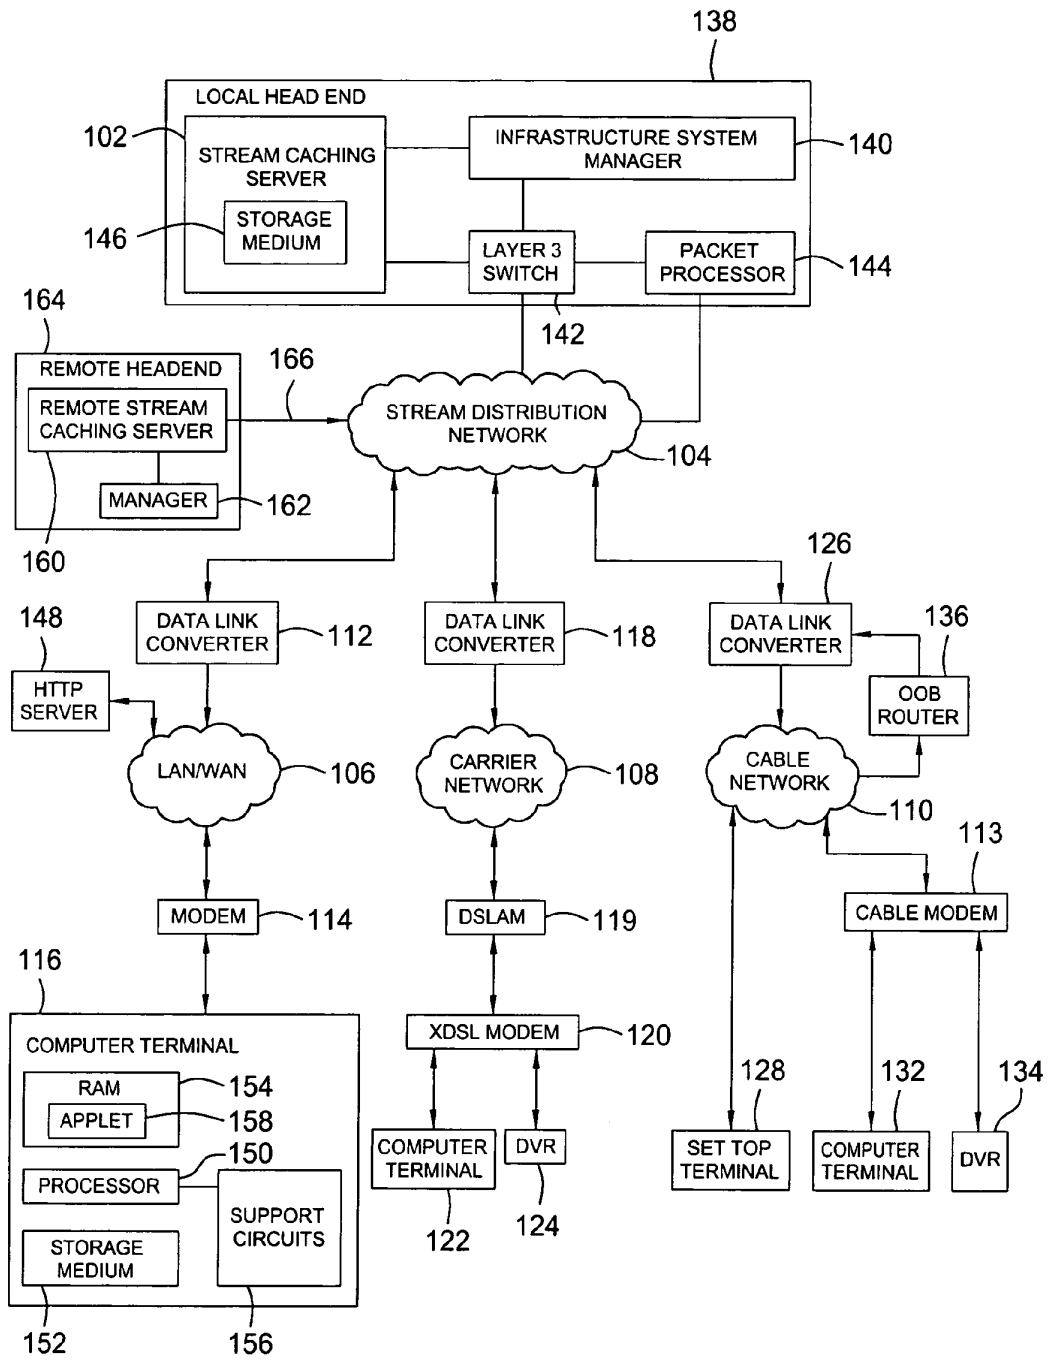 138
LOCAL HEAD END
102
STREAM CACHING
SERVER
INFRASTRUCTURE SYSTEM
MANAGER
140
146
STORAGE
MEDIUM
LAYER 3
SWITCH
PACKET
PROCESSOR
144
142
164
REMOTE HEADEND
166
REMOTE STREAM
CACHING SERVER
STREAM DISTRIBUTION
NETWORK
104
MANAGER
162
160
126
148
DATA LINK
CONVERTER
112
DATA LINK
CONVERTER
118
DATA LINK
CONVERTER
136
HTTP
SERVER
OOB
ROUTER
LAN/WAN
106
CARRIER
NETWORK
108
CABLE
NETWORK
110
113
MODEM
114
DSLAM
119
CABLE MODEM
116
XDSL MODEM
120
COMPUTER TERMINAL
RAM
154
APPLET
158
128
132
134
150
PROCESSOR
COMPUTER
TERMINAL
DVR
SET TOP
TERMINAL
COMPUTER
TERMINAL
DVR
SUPPORT
CIRCUITS
122
124
STORAGE
MEDIUM
152
156